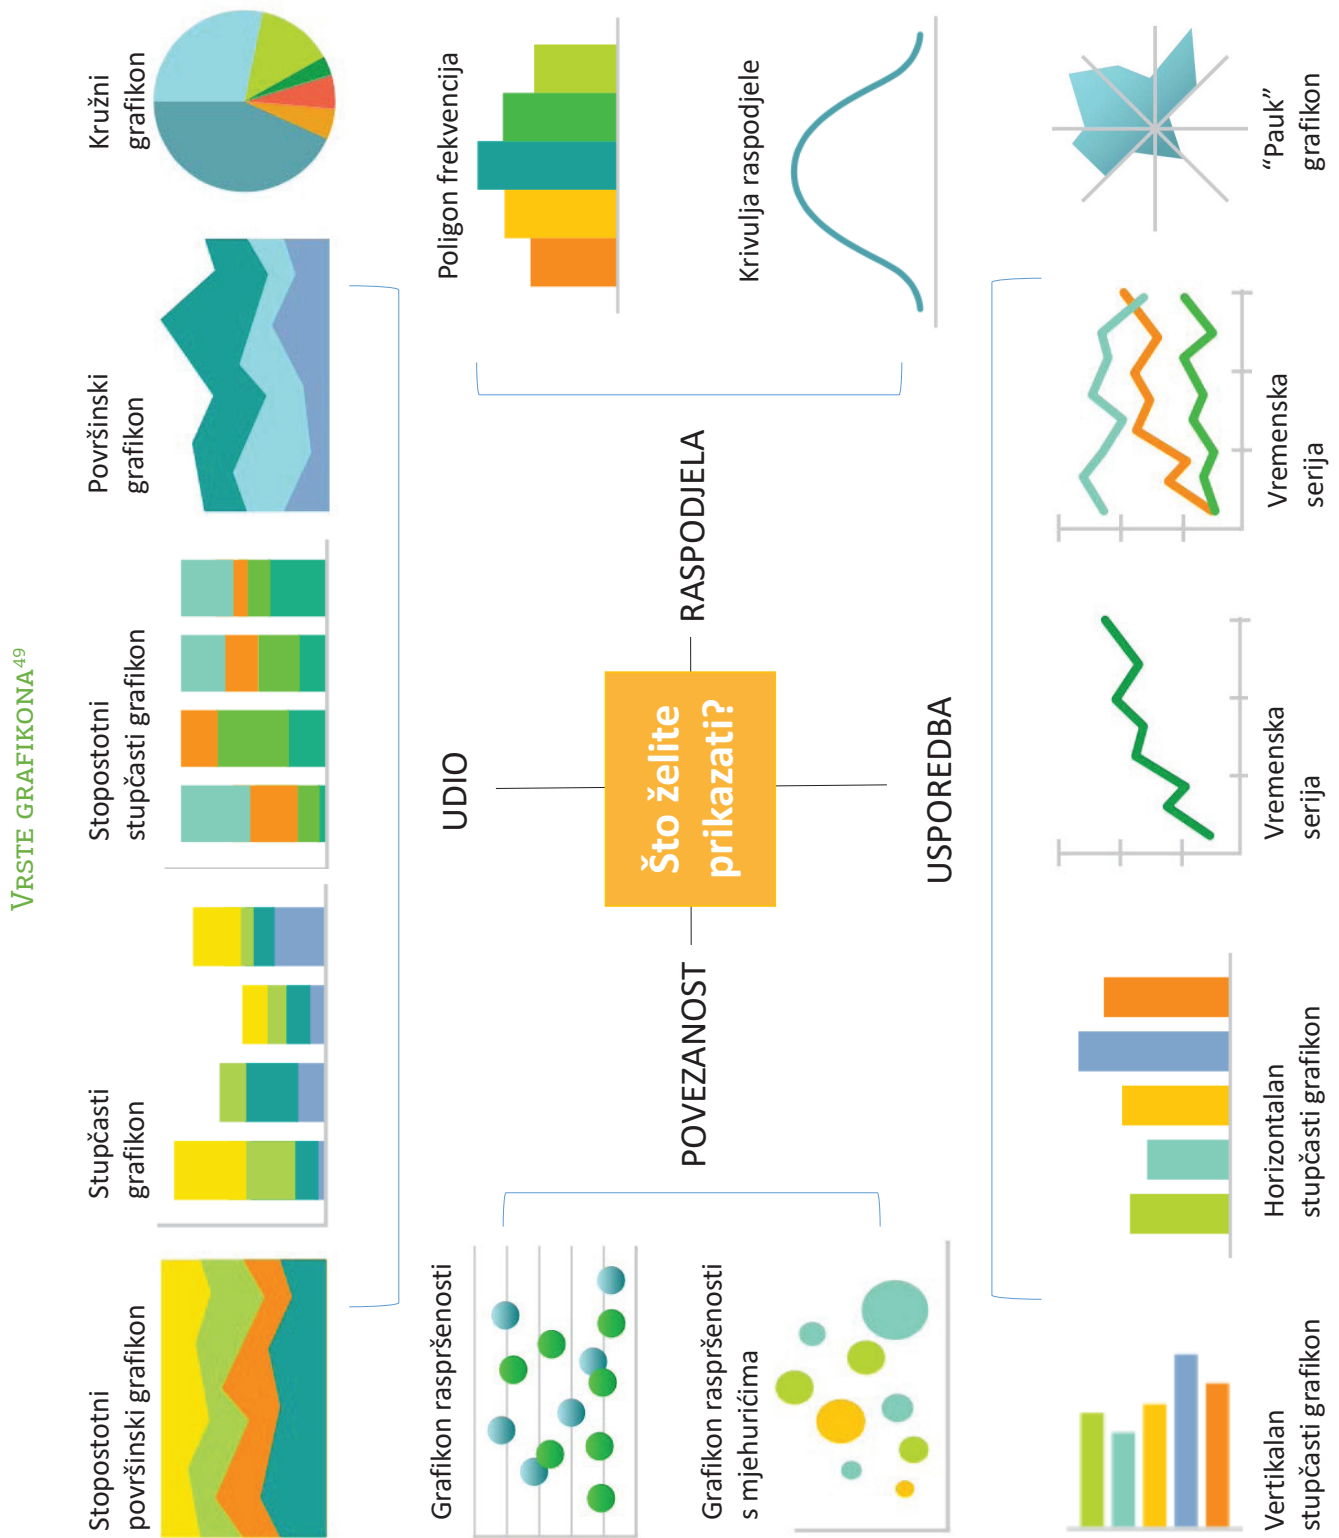 VRSTE GRAFIKONA49
Stopostotni
površinski grafikon
Stupčasti
grafikon
Stopostotni
stupčasti grafikon
Površinski
grafikon
Kružni
grafikon
UDIO
Grafikon raspršenosti
Grafikon raspršenosti
s mjehurićima
POVEZANOST
Što želite
prikazati?
RASPODJELA
Poligon frekvencija
Krivulja raspodjele
USPOREDBA
Vertikalan
stupčasti grafikon
Horizontalan
stupčasti grafikon
Vremenska
serija
Vremenska
serija
“Pauk”
grafikon